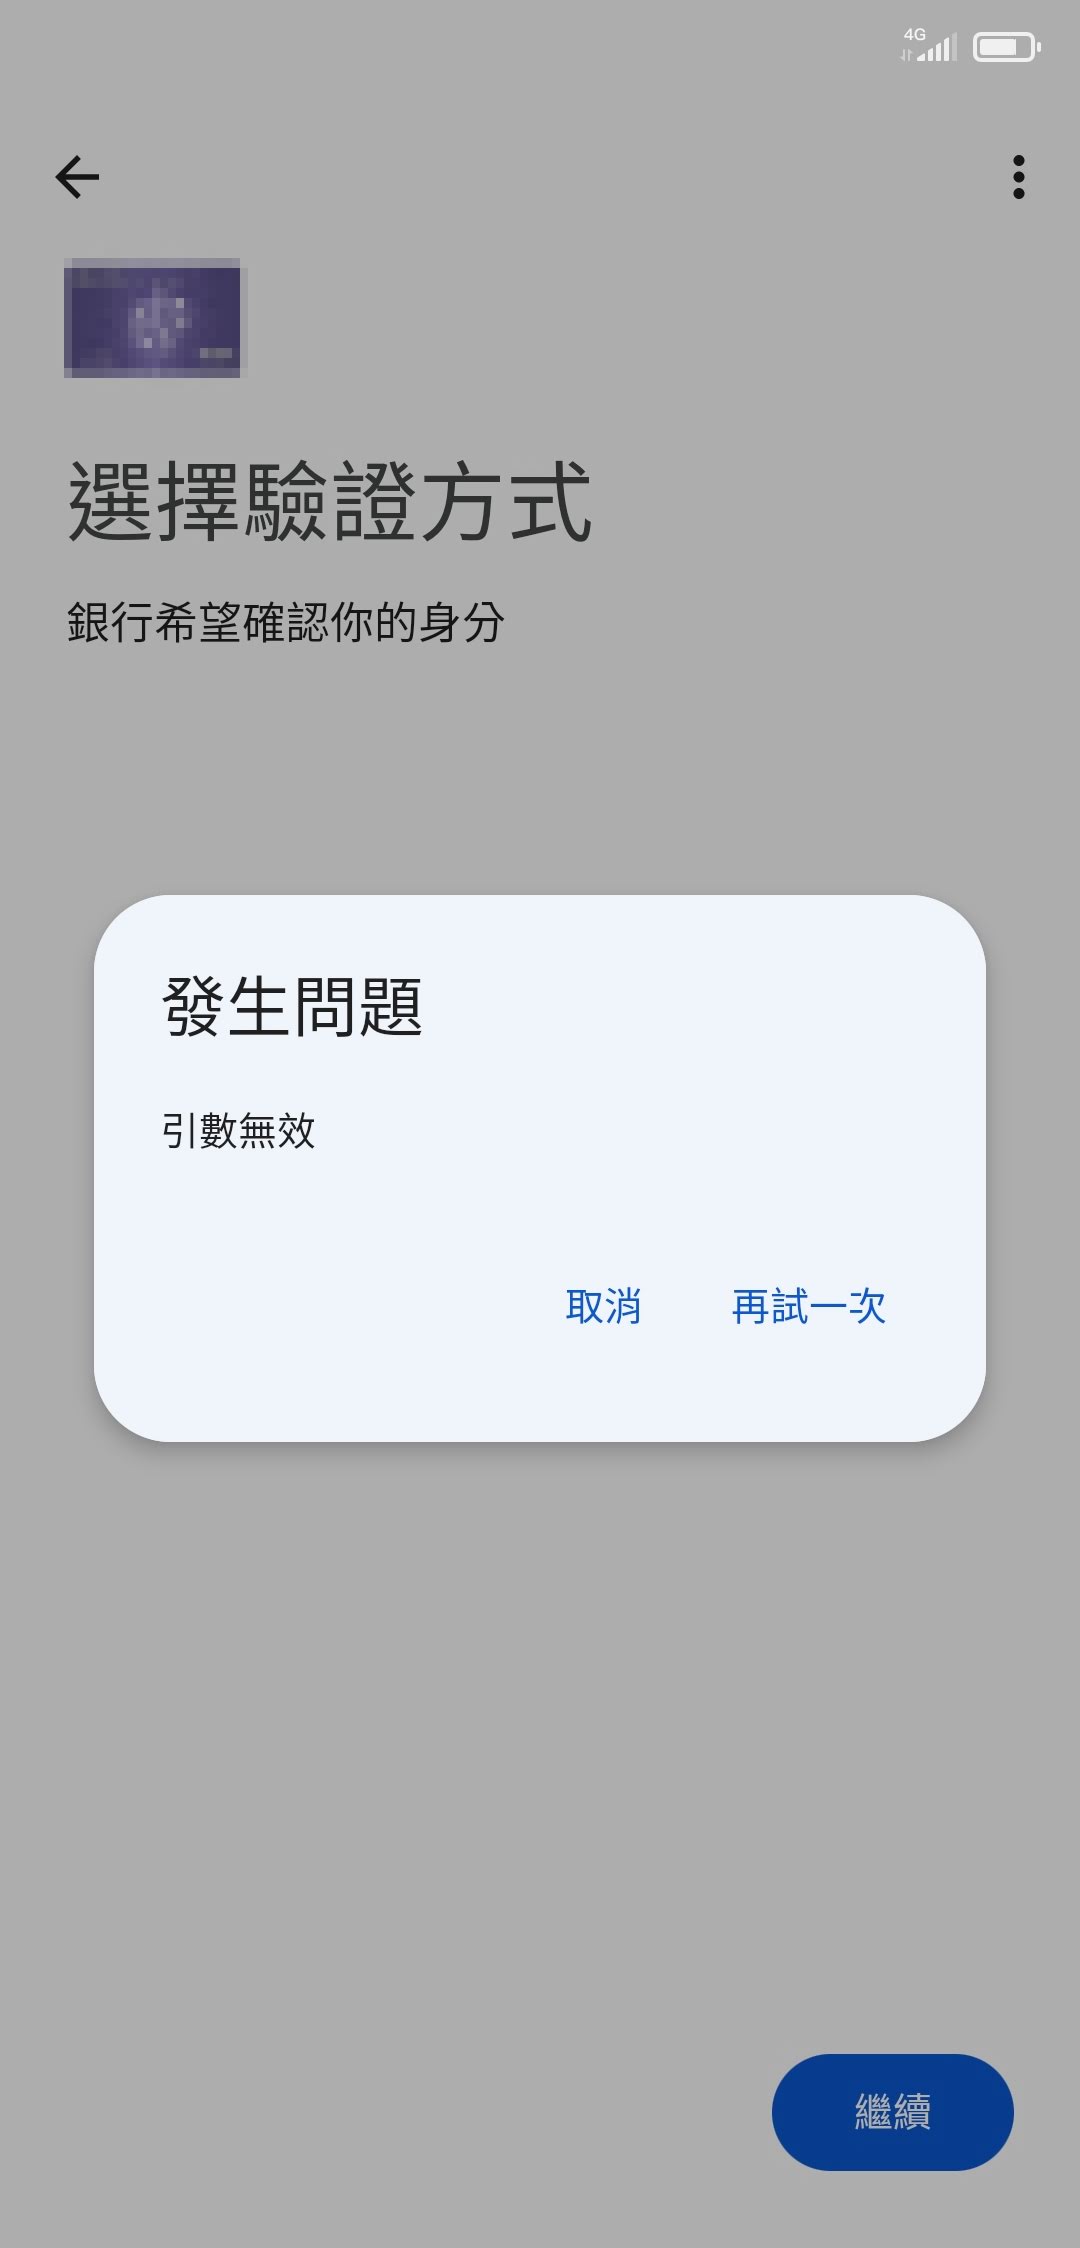 4G
選擇驗證方式
銀行希望確認你的身分
發生問題
引數無效
取消 再試一次
繼續